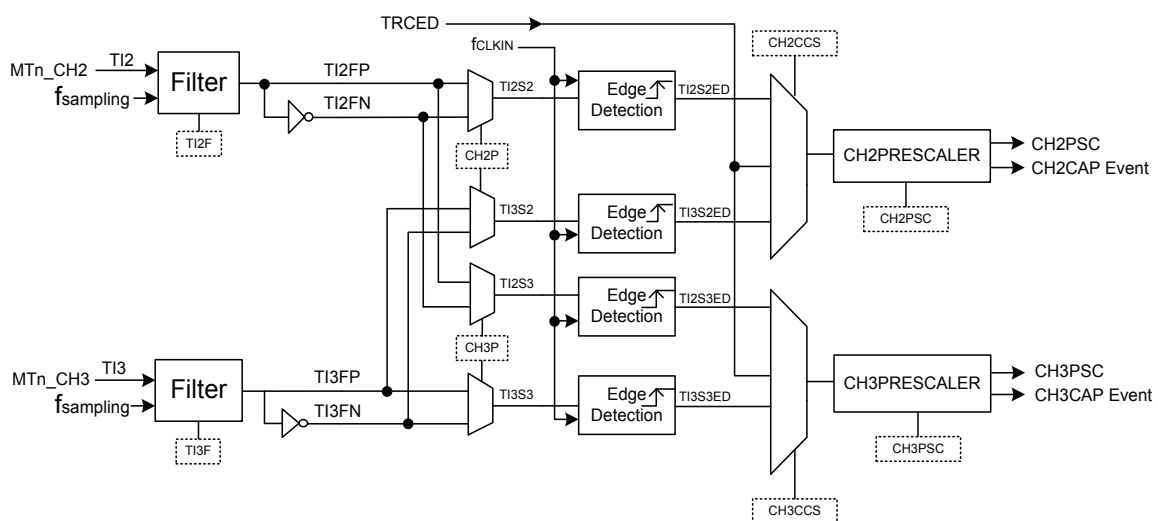 TRCED
fCLKIN
CH2CCS
MTn_CH2
TI2
fsampling
Filter
TI2F
TI2FP
TI2FN
CH2P
TI2S2
Edge
Detection
TI2S2ED
CH2PRESCALER
CH2PSC
CH2CAP Event
CH2PSC
TI3S2
Edge
Detection
TI3S2ED
TI2S3
Edge
Detection
TI2S3ED
CH3P
MTn_CH3
TI3
fsampling
Filter
TI3F
TI3FP
TI3FN
TI3S3
Edge
Detection
TI3S3ED
CH3PRESCALER
CH3PSC
CH3CAP Event
CH3PSC
CH3CCS